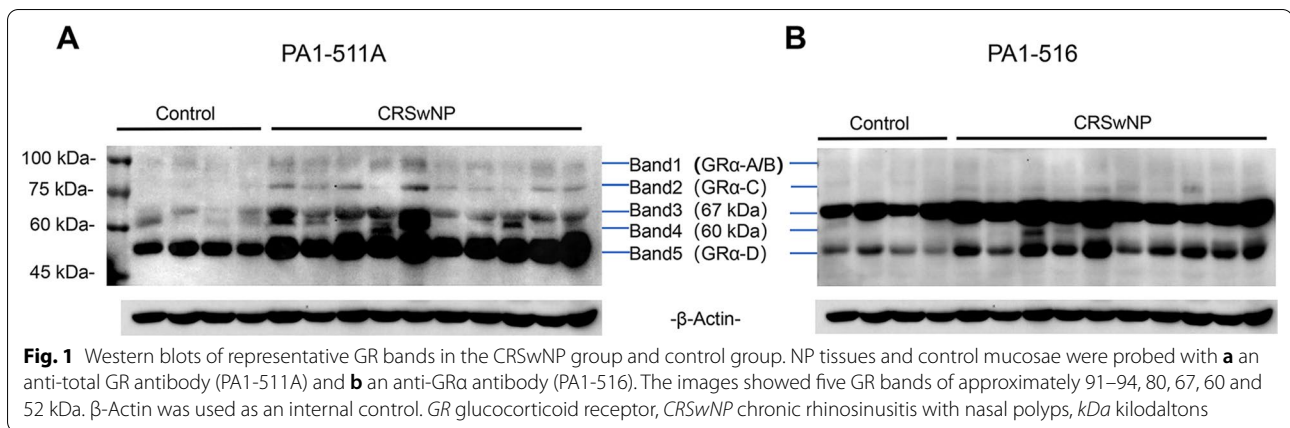 A
B
PA1-511A
PA1-516
Control
CRSwNP
Control
CRSwNP
100 kDa-
75 kDa-
60 kDa-
45 kDa-
Band1 (GRα-A/B)
Band2 (GRα-C)
Band3 (67 kDa)
Band4 (60 kDa)
Band5 (GRα-D)
-β-Actin-
Fig. 1 Western blots of representative GR bands in the CRSwNP group and control group. NP tissues and control mucosae were probed with a an
anti-total GR antibody (PA1-511A) and b an anti-GRα antibody (PA1-516). The images showed five GR bands of approximately 91–94, 80, 67, 60 and
52 kDa. β-Actin was used as an internal control. GR glucocorticoid receptor, CRSwNP chronic rhinosinusitis with nasal polyps, kDa kilodaltons